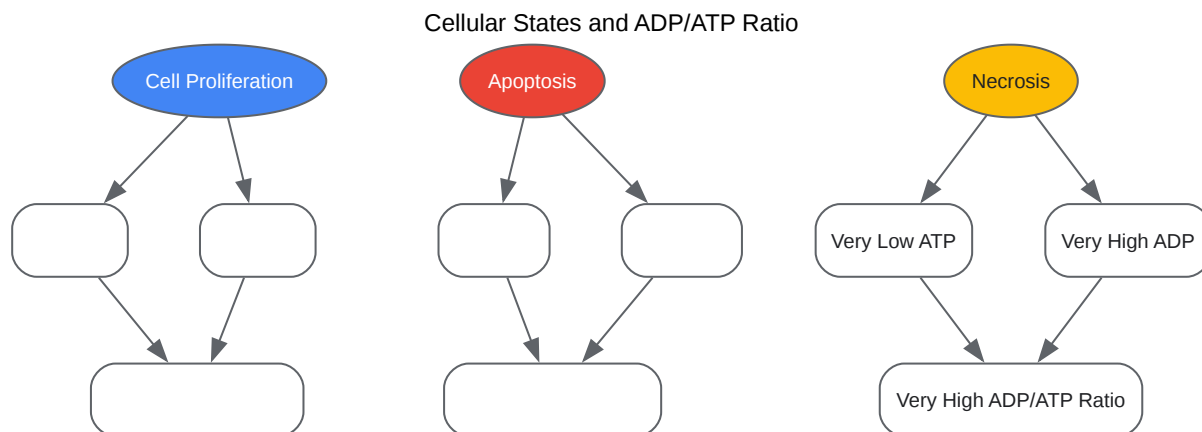 Cellular States and ADP/ATP Ratio
Cell Proliferation
Apoptosis
Necrosis
Very Low ATP
Very High ADP
Very High ADP/ATP Ratio